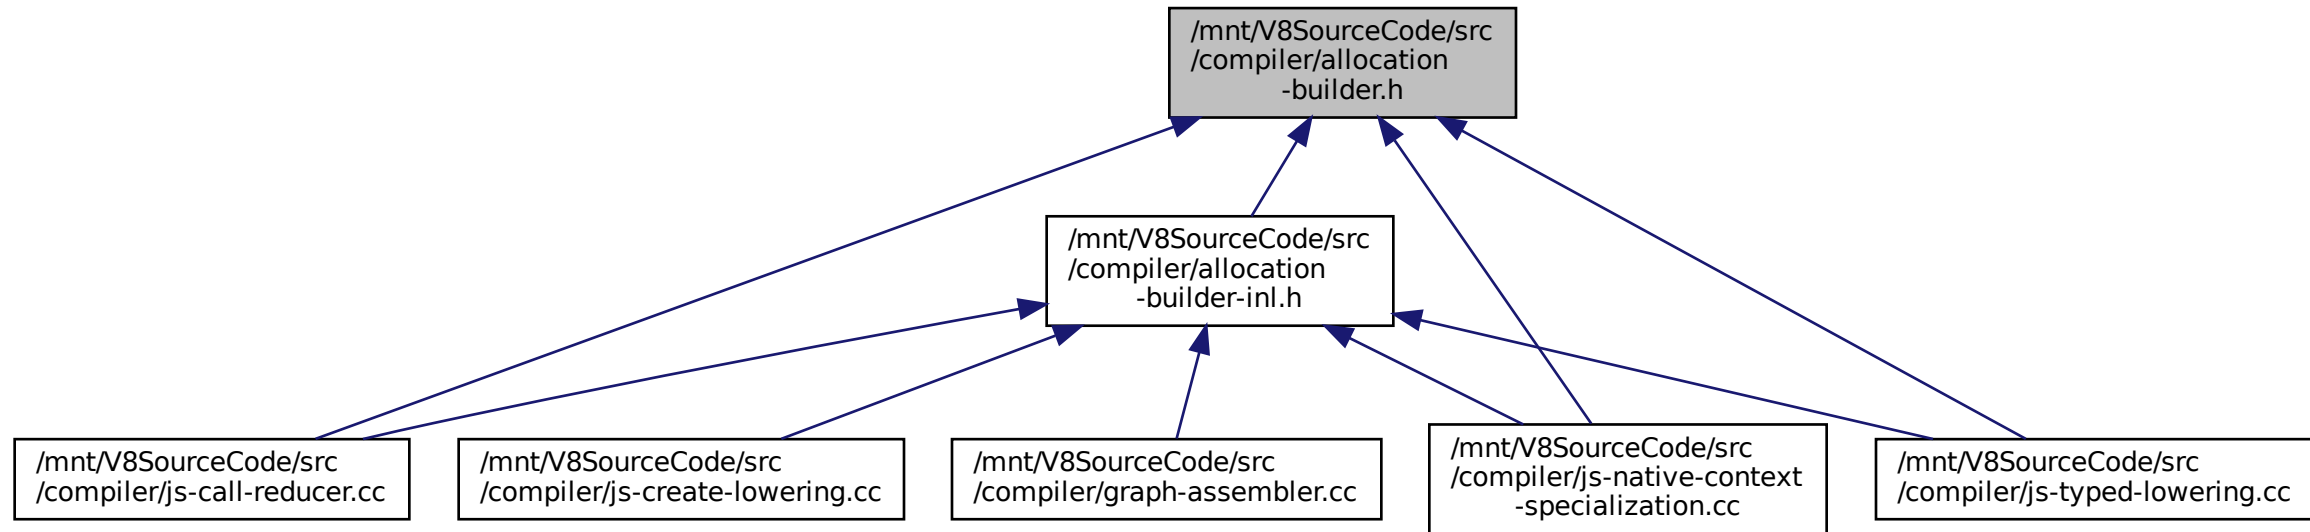 /mnt/V8SourceCode/src
/compiler/allocation
-builder.h
/mnt/V8SourceCode/src
/compiler/allocation
-builder-inl.h
/mnt/V8SourceCode/src
/compiler/js-call-reducer.cc
/mnt/V8SourceCode/src
/compiler/js-create-lowering.cc
/mnt/V8SourceCode/src
/compiler/graph-assembler.cc
/mnt/V8SourceCode/src
/compiler/js-native-context
-specialization.cc
/mnt/V8SourceCode/src
/compiler/js-typed-lowering.cc